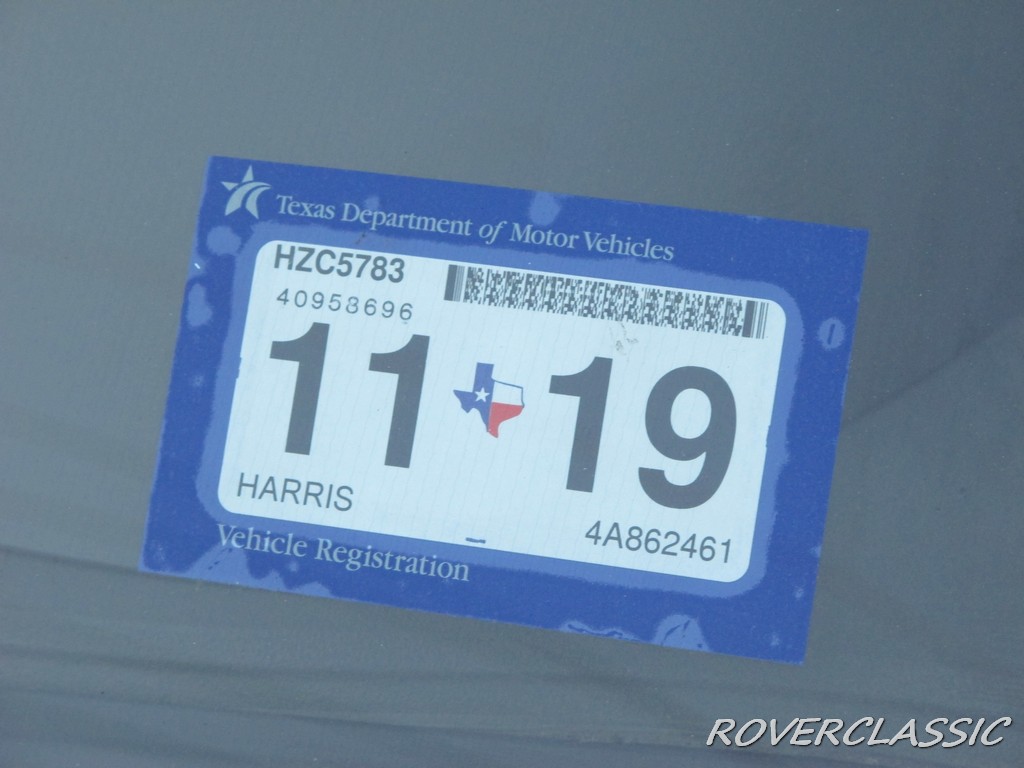 Texas Department of Motor Vehicles
HZC5783
40958696
11 19
HARRIS
4A862461
Vehicle Registration
ROVERCLASSIC